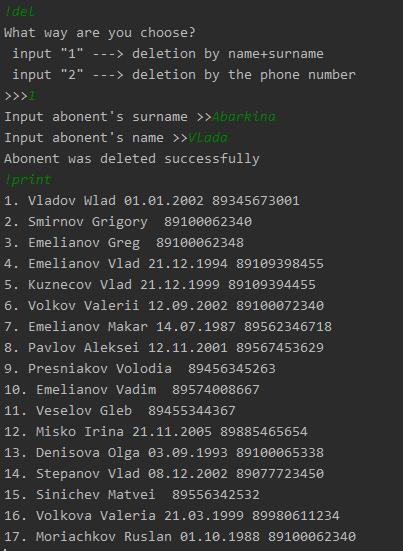 !del
What way are you choose?
 input "1" ---> deletion by name+surname
 input "2" ---> deletion by the phone number
>>>1
Input abonent's surname >>Abarkina
Input abonent's name >>Vlada
Abonent was deleted successfully
!print
1. Vladov Wlad 01.01.2002 89345673001
2. Smirnov Grigory  89100062340
3. Emelianov Greg  89100062348
4. Emelianov Vlad 21.12.1994 89109398455
5. Kuznecov Vlad 21.12.1999 89109394455
6. Volkov Valerii 12.09.2002 89100072340
7. Emelianov Makar 14.07.1987 89562346718
8. Pavlov Aleksei 12.11.2001 89567453629
9. Presniakov Volodia  89456345263
10. Emelianov Vadim  89574008667
11. Veselov Gleb  89455344367
12. Misko Irina 21.11.2005 89885465654
13. Denisova Olga 03.09.1993 89100065338
14. Stepanov Vlad 08.12.2002 89077723450
15. Sinichev Matvei  89556342532
16. Volkova Valeria 21.03.1999 89980611234
17. Moriachkov Ruslan 01.10.1988 89100062340